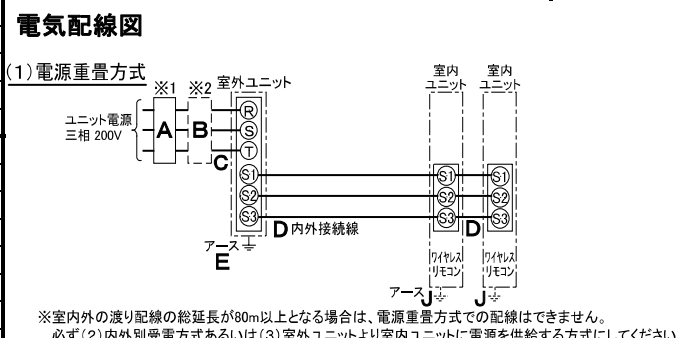 電気配線図
(1)電源重畳方式
※1 ※2 室外ユニット
室内
ユニット
室内
ユニット
ユニット電源
三相 200V
A
B
C
R
S
T
S1
S2
S3
S1
S2
S3
S1
S2
S3
D 内外接続線
D
アース
E
ワイヤレス
リモコン
ワイヤレス
リモコン
アース J
J
※室内外の渡り配線の総延長が80m以上となる場合は、電源重畳方式での配線はできません。
必ず(2)内外別受電方式あるいは(3)室外ユニットより室内ユニットに電源を供給する方式にしてください